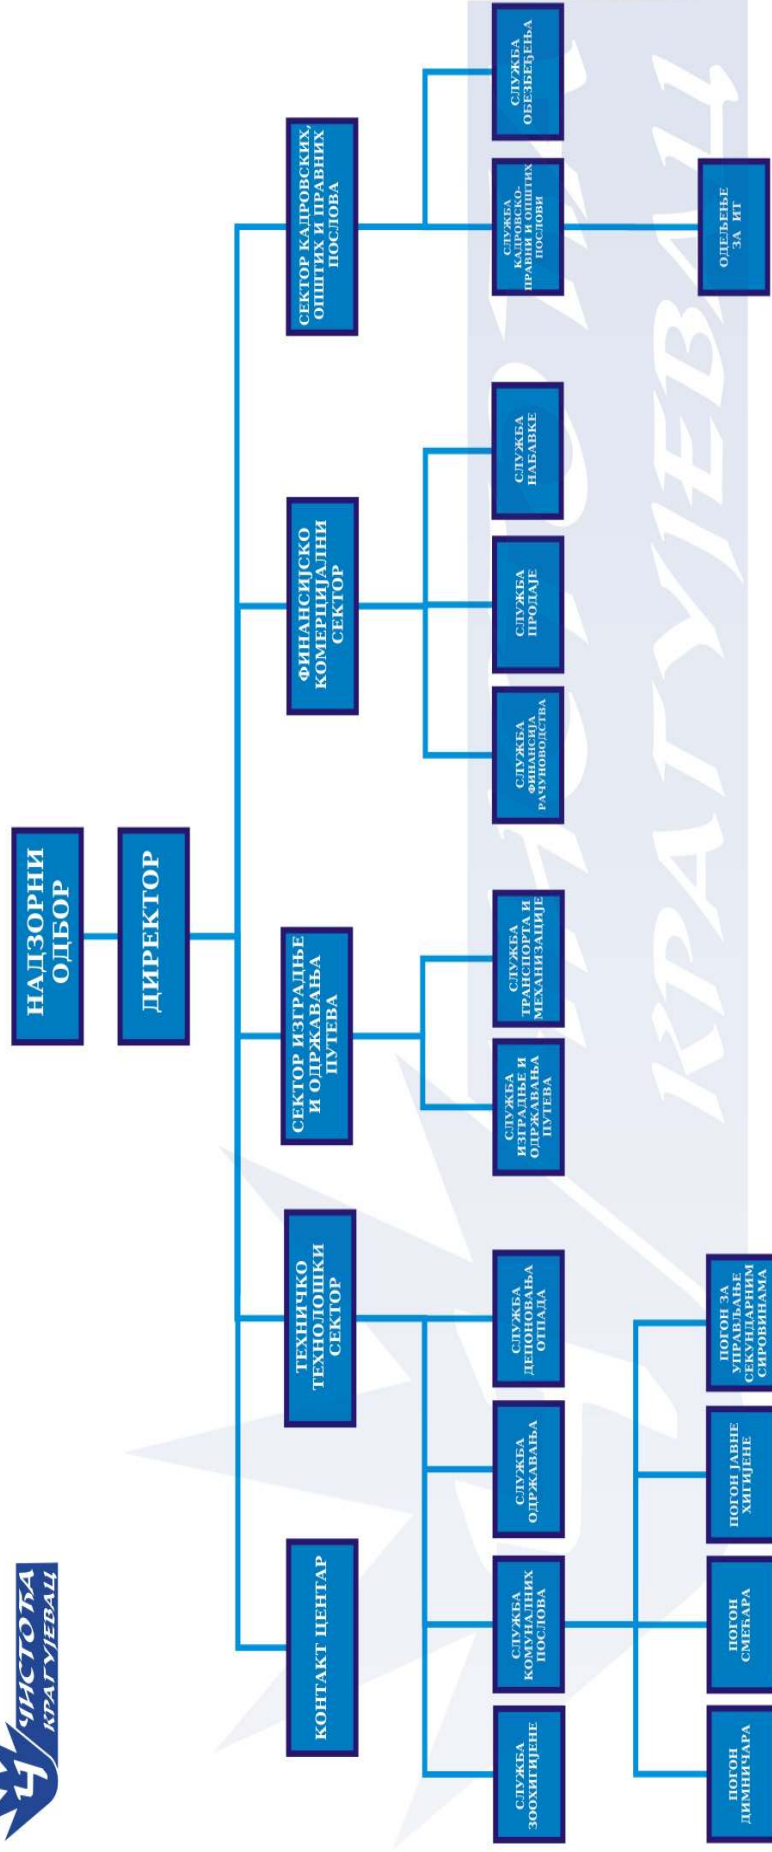 ЧИСТОЋА
КРАГУЈЕВАЦ
НАДЗОРНИ
ОДБОР
ДИРЕКТОР
КОНТАКТ ЦЕНТАР
ТЕХНИЧКО
ТЕХНОЛОШКИ
СЕКТОР
СЕКТОР ИЗГРАДЊЕ
И ОДРЖАВАЊА
ПУТЕВА
ФИНАНСИЈСКО
КОМЕРЦИЈАЛНИ
СЕКТОР
СЕКТОР КАДРОВСКИХ,
ОПШТИХ И ПРАВНИХ
ПОСЛОВА
СЛУЖБА
ЗООХИГИЈЕНЕ
СЛУЖБА
КОМУНАЛНИХ
ПОСЛОВА
СЛУЖБА
ОДРЖАВАЊА
СЛУЖБА
ДЕПОНОВАЊА
ОТПАДА
СЛУЖБА
ИЗГРАДЊЕ И
ОДРЖАВАЊА
ПУТЕВА
СЛУЖБА
ТРАНСПОРТА И
МЕХАНИЗАЦИЈЕ
СЛУЖБА
ФИНАНСИЈА
РАЧУНОВОДСТВА
СЛУЖБА
ПРОДАЈЕ
СЛУЖБА
НАБАВКЕ
СЛУЖБА
КАДРОВСКО-
ПРАВНИ И ОПШТИХ
ПОСЛОВИ
СЛУЖБА
ОБЕЗБЕЂЕЊА
ПОГОН
ДИМНИЧАРА
ПОГОН
СМЕЋАРА
ПОГОН ЈАВНЕ
ХИГИЈЕНЕ
ПОГОН ЗА
УПРАВЉАЊЕ
СЕКУНДАРНИМ
СИРОВИНАМА
ОДЕЉЕЊЕ
ЗА ИТ
ЧИСТОЋА
КРАГУЈЕВАЦ